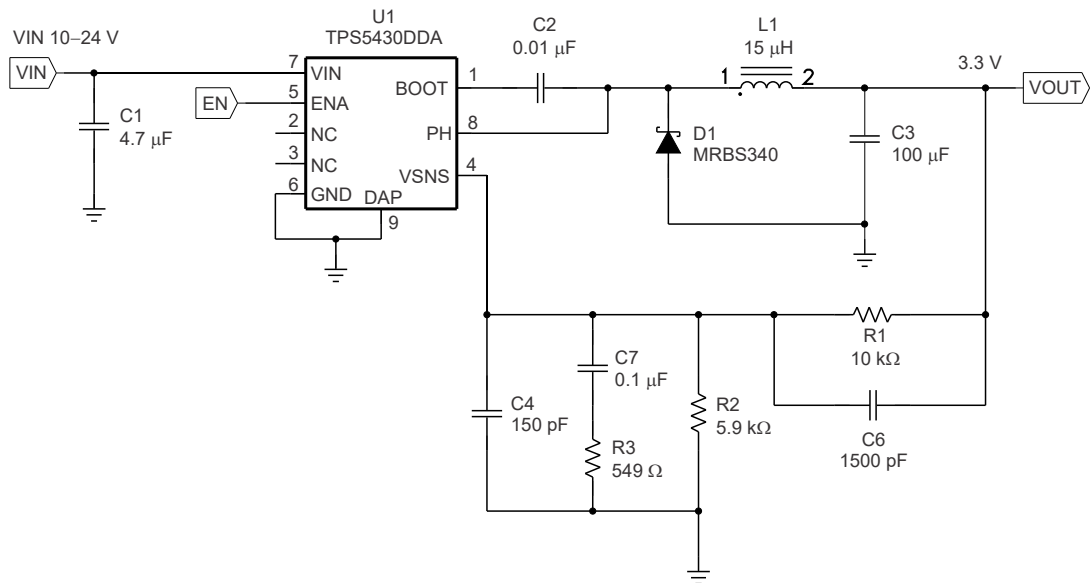 U1
TPS5430DDA
VIN 10–24 V
VIN
C1
4.7 μF
EN
7
5
2
3
6
VIN
ENA
NC
NC
GND
DAP
9
BOOT
PH
VSNS
1
8
4
C2
0.01 μF
L1
15 μH
1
2
D1
MRBS340
C3
100 μF
3.3 V
VOUT
R1
10 kΩ
C6
1500 pF
C7
0.1 μF
C4
150 pF
R3
549 Ω
R2
5.9 kΩ